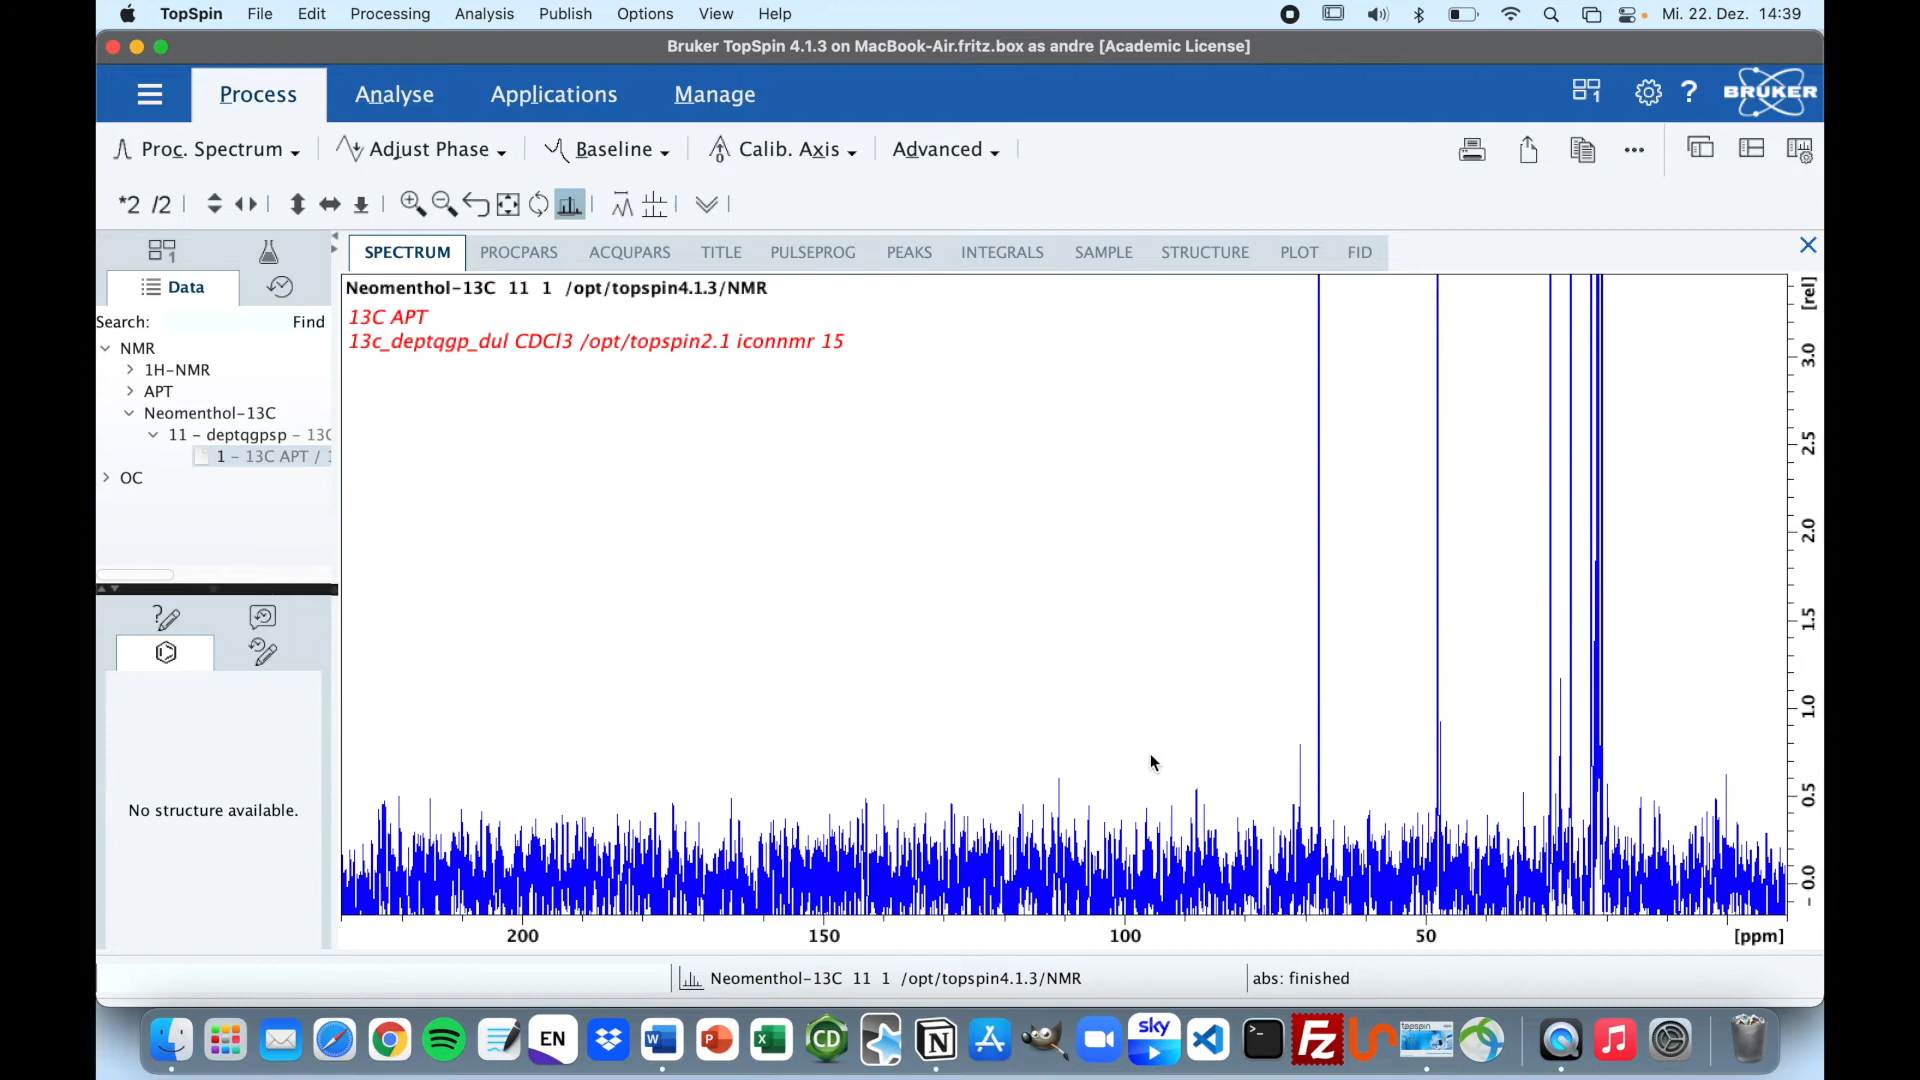 TopSpin File Edit Processing Analysis Publish Options View Help Mi. 22. Dez. 14:39
Bruker TopSpin 4.1.3 on MacBook-Air.fritz.box as andre [Academic License]
Process Analyse Applications Manage 1 ? BRUKER
Proc. Spectrum Adjust Phase Baseline Calib. Axis Advanced
*2 /2
1
SPECTRUM PROCPARS ACQUPARS TITLE PULSEPROG PEAKS INTEGRALS SAMPLE STRUCTURE PLOT FID
Data
Search: Find
NMR
1H-NMR
APT
Neomenthol-13C
11 - deptqgpsp - 13C
1 - 13C APT / 1
OC
No structure available.
Neomenthol-13C 11 1 /opt/topspin4.1.3/NMR
13C APT
13c_deptqgp_dul CDCl3 /opt/topspin2.1 iconnmr 15
[rel]
3.0
2.5
2.0
1.5
1.0
0.5
0.0
200 150 100 50 [ppm]
Neomenthol-13C 11 1 /opt/topspin4.1.3/NMR abs: finished
EN W P X CD N sky Fz topspin